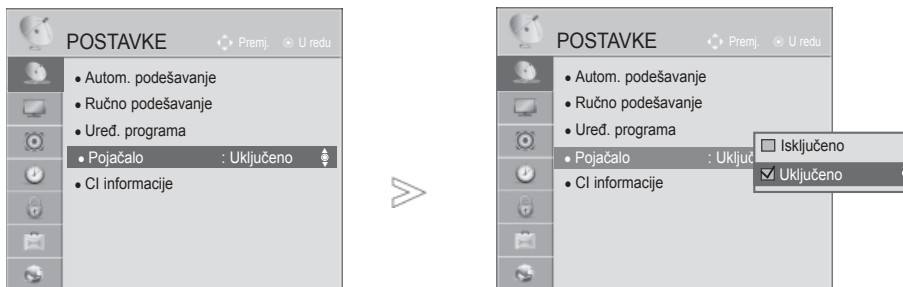 POSTAVKE Premj. U redu
• Autom. podešavanje
• Ručno podešavanje
• Uređ. programa
• Pojačalo : Uključeno
• CI informacije
POSTAVKE Premj. U redu
• Autom. podešavanje
• Ručno podešavanje
• Uređ. programa
• Pojačalo : Uključ
• CI informacije
Isključeno
Uključeno